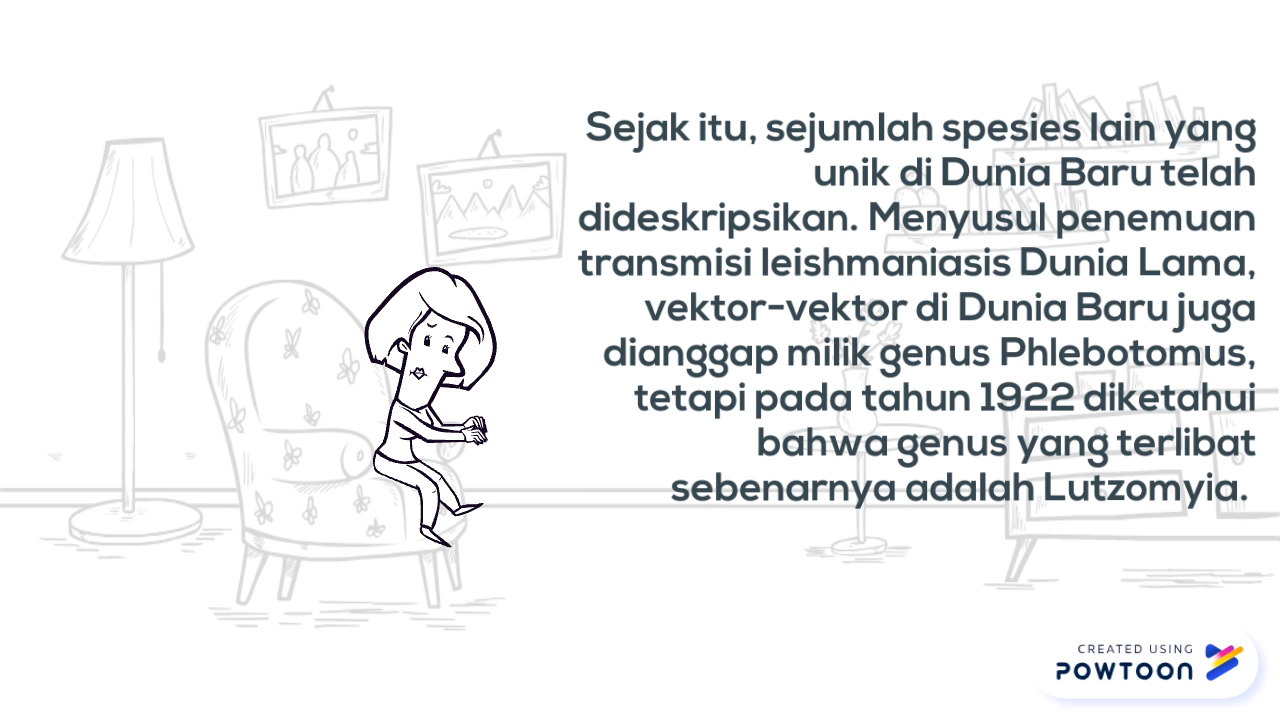 Sejak itu, sejumlah spesies lain yang
unik di Dunia Baru telah
dideskripsikan. Menyusul penemuan
transmisi leishmaniasis Dunia Lama,
vektor-vektor di Dunia Baru juga
dianggap milik genus Phlebotomus,
tetapi pada tahun 1922 diketahui
bahwa genus yang terlibat
sebenarnya adalah Lutzomyia.
CREATED USING
POWTOON